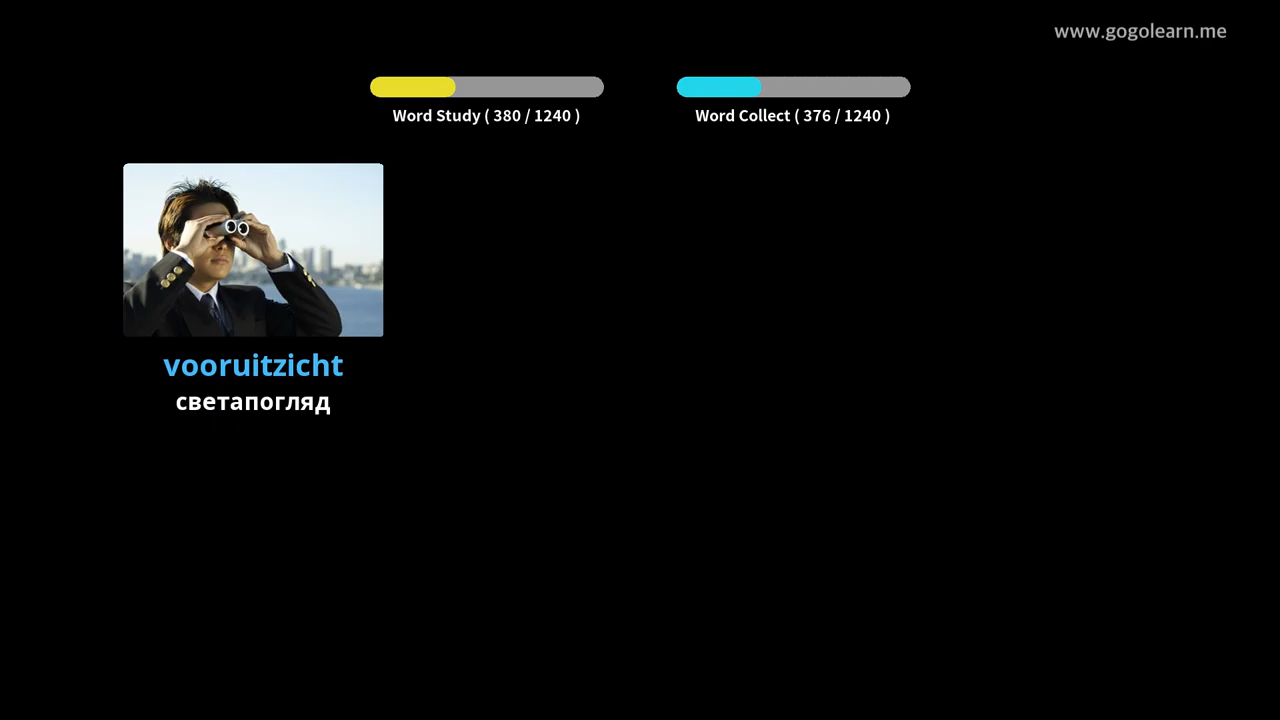 www.gogolearn.me
Word Study ( 380 / 1240 )
Word Collect ( 376 / 1240 )
vooruitzicht
светапогляд